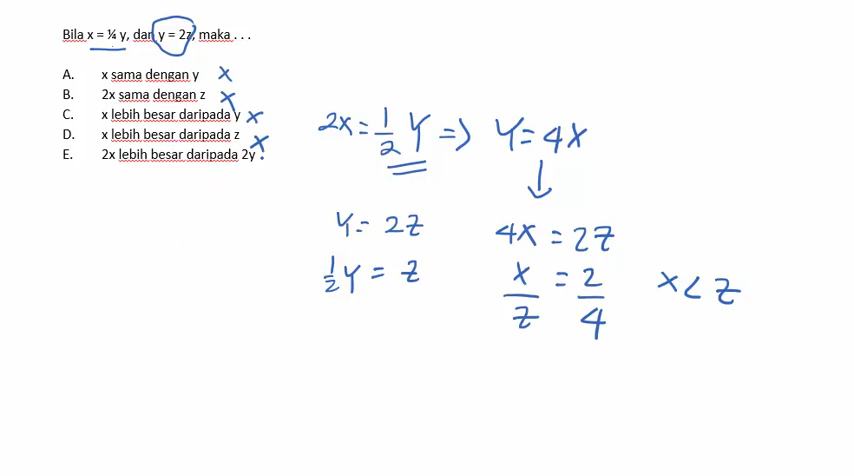 Bila x = ¼ y, dan y = 2z, maka . . .
A. x sama dengan y x
B. 2x sama dengan z x
C. x lebih besar daripada y x
D. x lebih besar daripada z x
E. 2x lebih besar daripada 2y .
2x = 1/2 y => y = 4x
↓
y = 2z
4x = 2z
1/2 y = z
x/z = 2/4
x < z